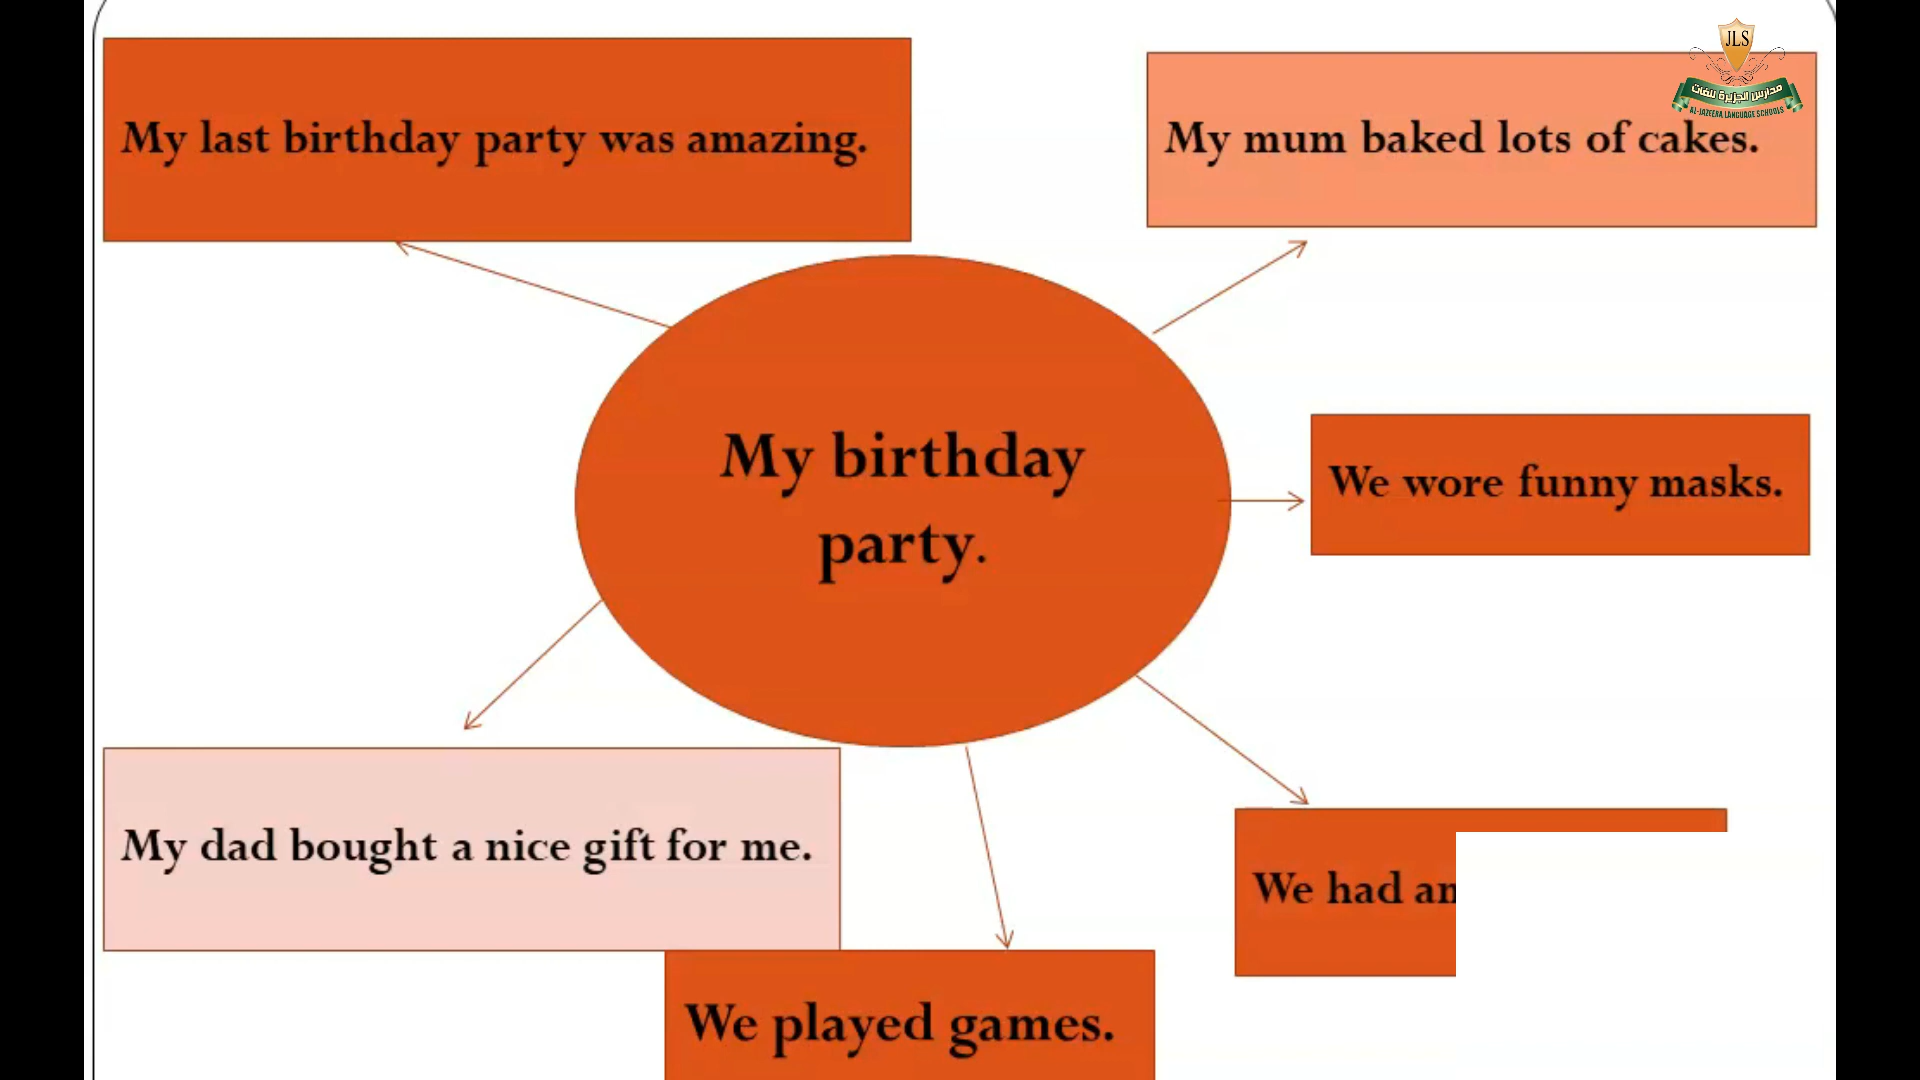 JLS
مدارس الجزيرة للغات
AL-JAZEERA LANGUAGE SCHOOLS
My last birthday party was amazing.
My mum baked lots of cakes.
My birthday
party.
We wore funny masks.
My dad bought a nice gift for me.
We had
We played games.